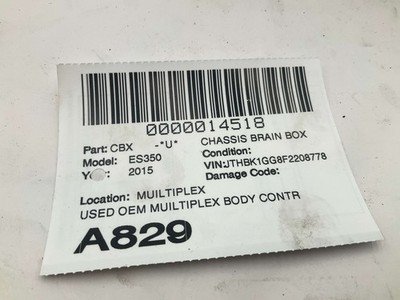 0000014518
Part: CBX -*U* CHASSIS BRAIN BOX
Model: ES350 Condition:
2015 VIN:JTHBK1GG8F2208778
Damage Code:
Location: MUILTIPLEX
USED OEM MUILTIPLEX BODY CONTR
A829